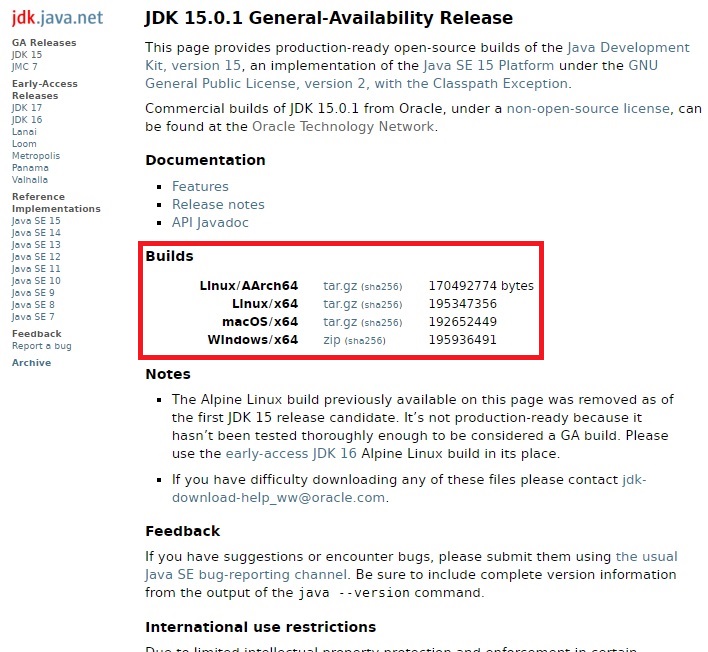 jdk.java.net
GA Releases
JDK 15
JMC 7
Early-Access
Releases
JDK 17
JDK 16
Lanai
Loom
Metropolis
Panama
Valhalla
Reference
Implementations
Java SE 15
Java SE 14
Java SE 13
Java SE 12
Java SE 11
Java SE 10
Java SE 9
Java SE 8
Java SE 7
Feedback
Report a bug
Archive
JDK 15.0.1 General-Availability Release
This page provides production-ready open-source builds of the Java Development
Kit, version 15, an implementation of the Java SE 15 Platform under the GNU
General Public License, version 2, with the Classpath Exception.
Commercial builds of JDK 15.0.1 from Oracle, under a non-open-source license, can
be found at the Oracle Technology Network.
Documentation
▪ Features
▪ Release notes
▪ API Javadoc
Builds
Linux/AArch64 tar.gz (sha256) 170492774 bytes
Linux/x64 tar.gz (sha256) 195347356
macOS/x64 tar.gz (sha256) 192652449
Windows/x64 zip (sha256) 195936491
Notes
▪ The Alpine Linux build previously available on this page was removed as of
the first JDK 15 release candidate. It’s not production-ready because it
hasn’t been tested thoroughly enough to be considered a GA build. Please
use the early-access JDK 16 Alpine Linux build in its place.
▪ If you have difficulty downloading any of these files please contact jdk-
download-help_ww@oracle.com.
Feedback
If you have suggestions or encounter bugs, please submit them using the usual
Java SE bug-reporting channel. Be sure to include complete version information
from the output of the java --version command.
International use restrictions
Due to limited intellectual property protection and enforcement in certain